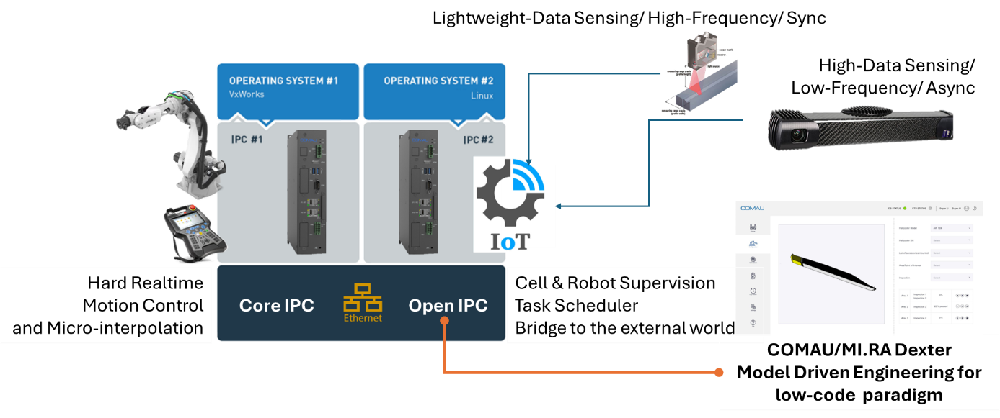 Lightweight-Data Sensing/ High-Frequency/ Sync
High-Data Sensing/
Low-Frequency/ Async
OPERATING SYSTEM #1
VxWorks
OPERATING SYSTEM #2
Linux
IPC #1
IPC #2
IoT
Core IPC
Ethernet
Open IPC
Hard Realtime
Motion Control
and Micro-interpolation
Cell & Robot Supervision
Task Scheduler
Bridge to the external world
COMAU
COMAU/MI.RA Dexter
Model Driven Engineering for
low-code paradigm